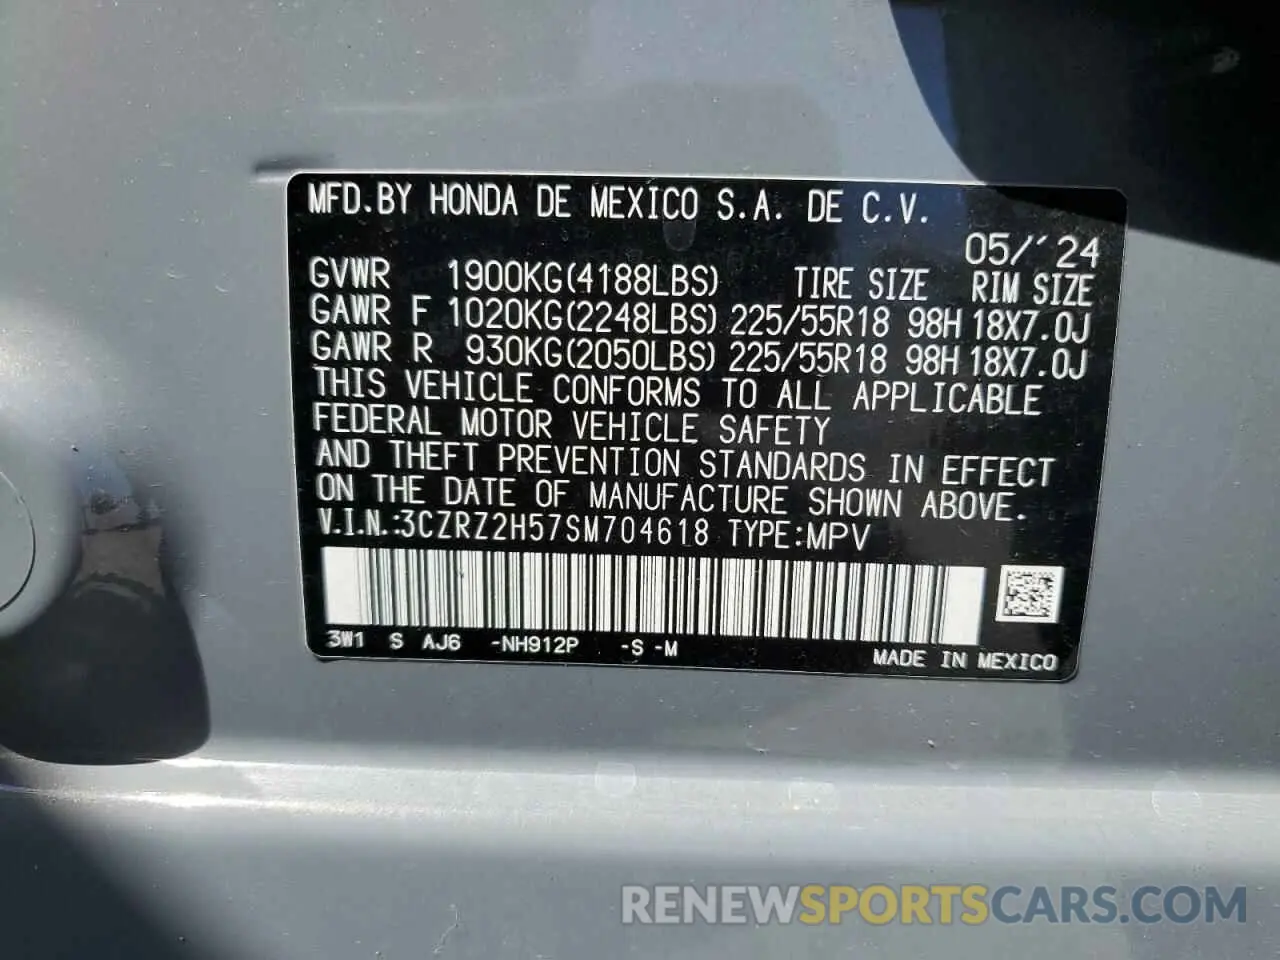 MFD.BY HONDA DE MEXICO S.A. DE C.V.
05/'24
GVWR 1900KG(4188LBS) TIRE SIZE RIM SIZE
GAWR F 1020KG(2248LBS) 225/55R18 98H 18X7.0J
GAWR R 930KG(2050LBS) 225/55R18 98H 18X7.0J
THIS VEHICLE CONFORMS TO ALL APPLICABLE
FEDERAL MOTOR VEHICLE SAFETY
AND THEFT PREVENTION STANDARDS IN EFFECT
ON THE DATE OF MANUFACTURE SHOWN ABOVE.
V.I.N.:3CZRZ2H57SM704618 TYPE:MPV
3W1 S AJ6 -NH912P -S -M
MADE IN MEXICO
RENEWSPORTSCARS.COM